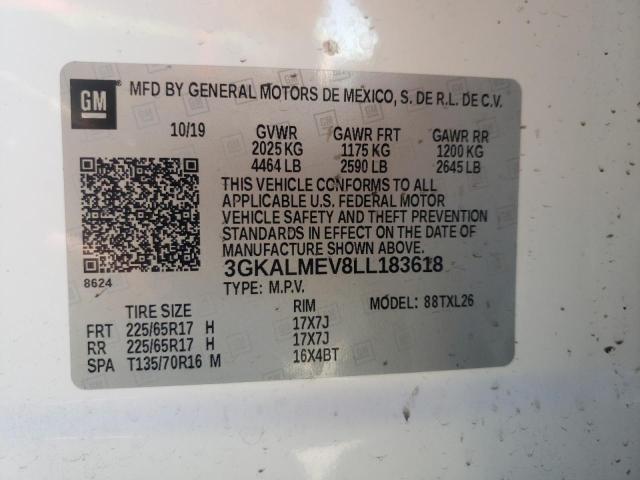 GM
MFD BY GENERAL MOTORS DE MEXICO, S. DE R.L. DE C.V.
10/19 GVWR GAWR FRT GAWR RR
2025 KG 1175 KG 1200 KG
4464 LB 2590 LB 2645 LB
THIS VEHICLE CONFORMS TO ALL
APPLICABLE U.S. FEDERAL MOTOR
VEHICLE SAFETY AND THEFT PREVENTION
STANDARDS IN EFFECT ON THE DATE OF
MANUFACTURE SHOWN ABOVE.
3GKALMEV8LL183618
8624
TYPE: M.P.V. MODEL: 88TXL26
TIRE SIZE RIM
FRT 225/65R17 H 17X7J
RR 225/65R17 H 17X7J
SPA T135/70R16 M 16X4BT